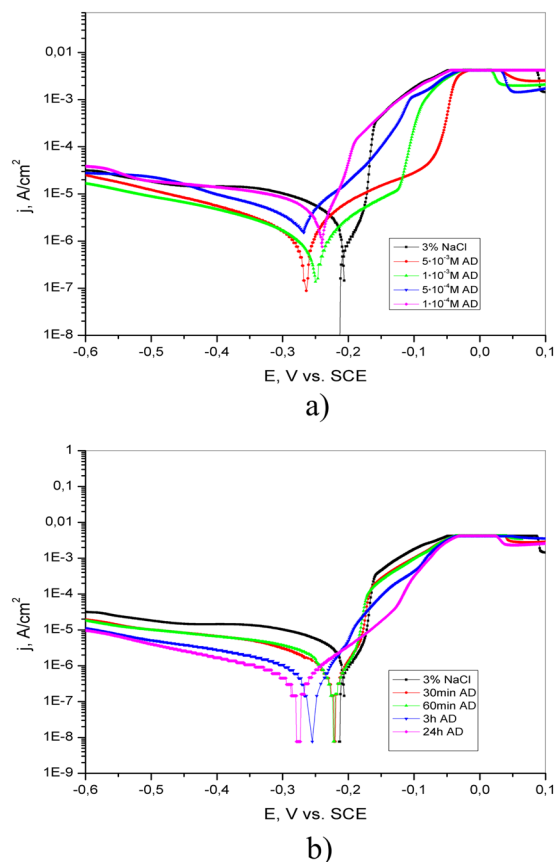 0,01
1E-3
1E-4
1E-5
1E-6
1E-7
1E-8
j, A/cm²
3% NaCl
5·10⁻³M AD
1·10⁻³M AD
5·10⁻⁴M AD
1·10⁻⁴M AD
-0,6 -0,5 -0,4 -0,3 -0,2 -0,1 0,0 0,1
E, V vs. SCE
a)
1
0,1
0,01
1E-3
1E-4
1E-5
1E-6
1E-7
1E-8
1E-9
j, A/cm²
3% NaCl
30min AD
60min AD
3h AD
24h AD
-0,6 -0,5 -0,4 -0,3 -0,2 -0,1 0,0 0,1
E, V vs. SCE
b)